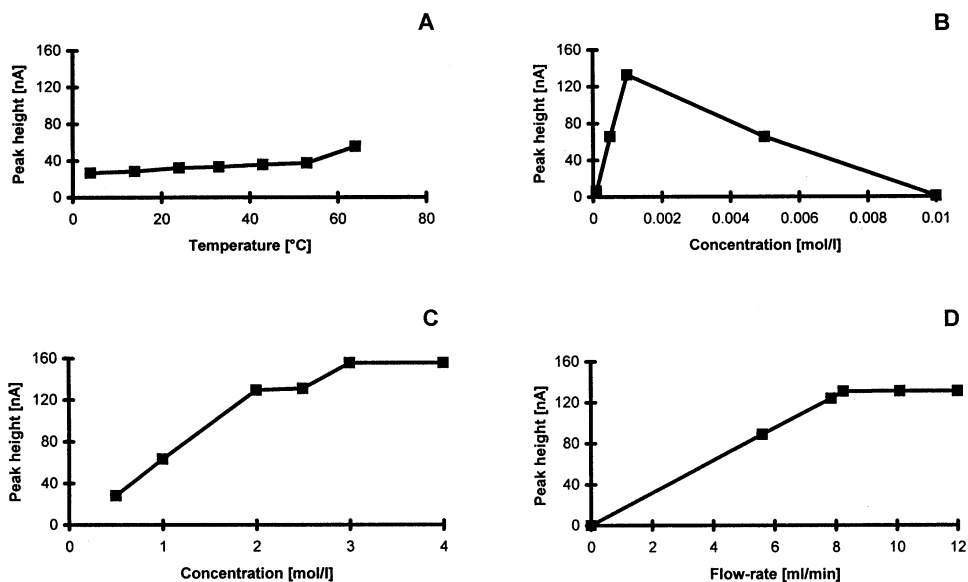 A
Peak height [nA]
160
120
80
40
0
0 20 40 60 80
Temperature [°C]
B
Peak height [nA]
160
120
80
40
0
0 0.002 0.004 0.006 0.008 0.01
Concentration [mol/l]
C
Peak height [nA]
160
120
80
40
0
0 1 2 3 4
Concentration [mol/l]
D
Peak height [nA]
160
120
80
40
0
0 2 4 6 8 10 12
Flow-rate [ml/min]